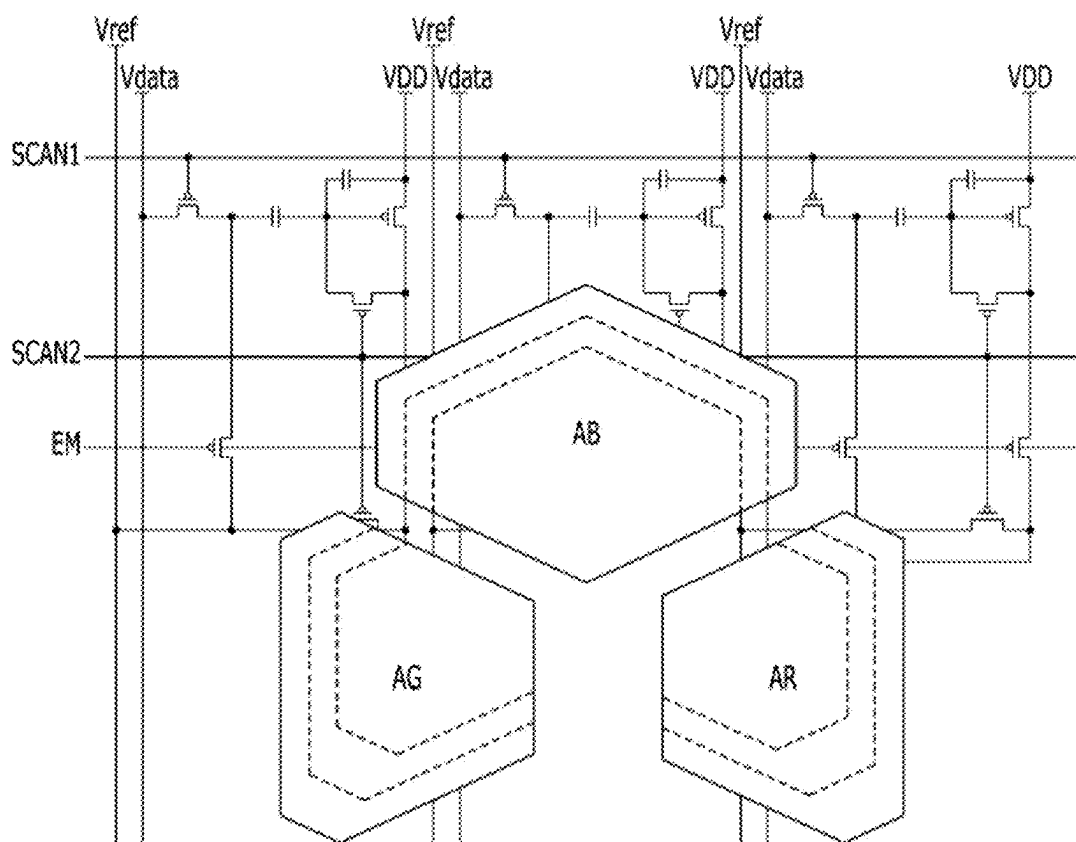 Vref Vref Vref
Vdata VDD Vdata VDD Vdata VDD
SCAN1
SCAN2
AB
EM
AG AR